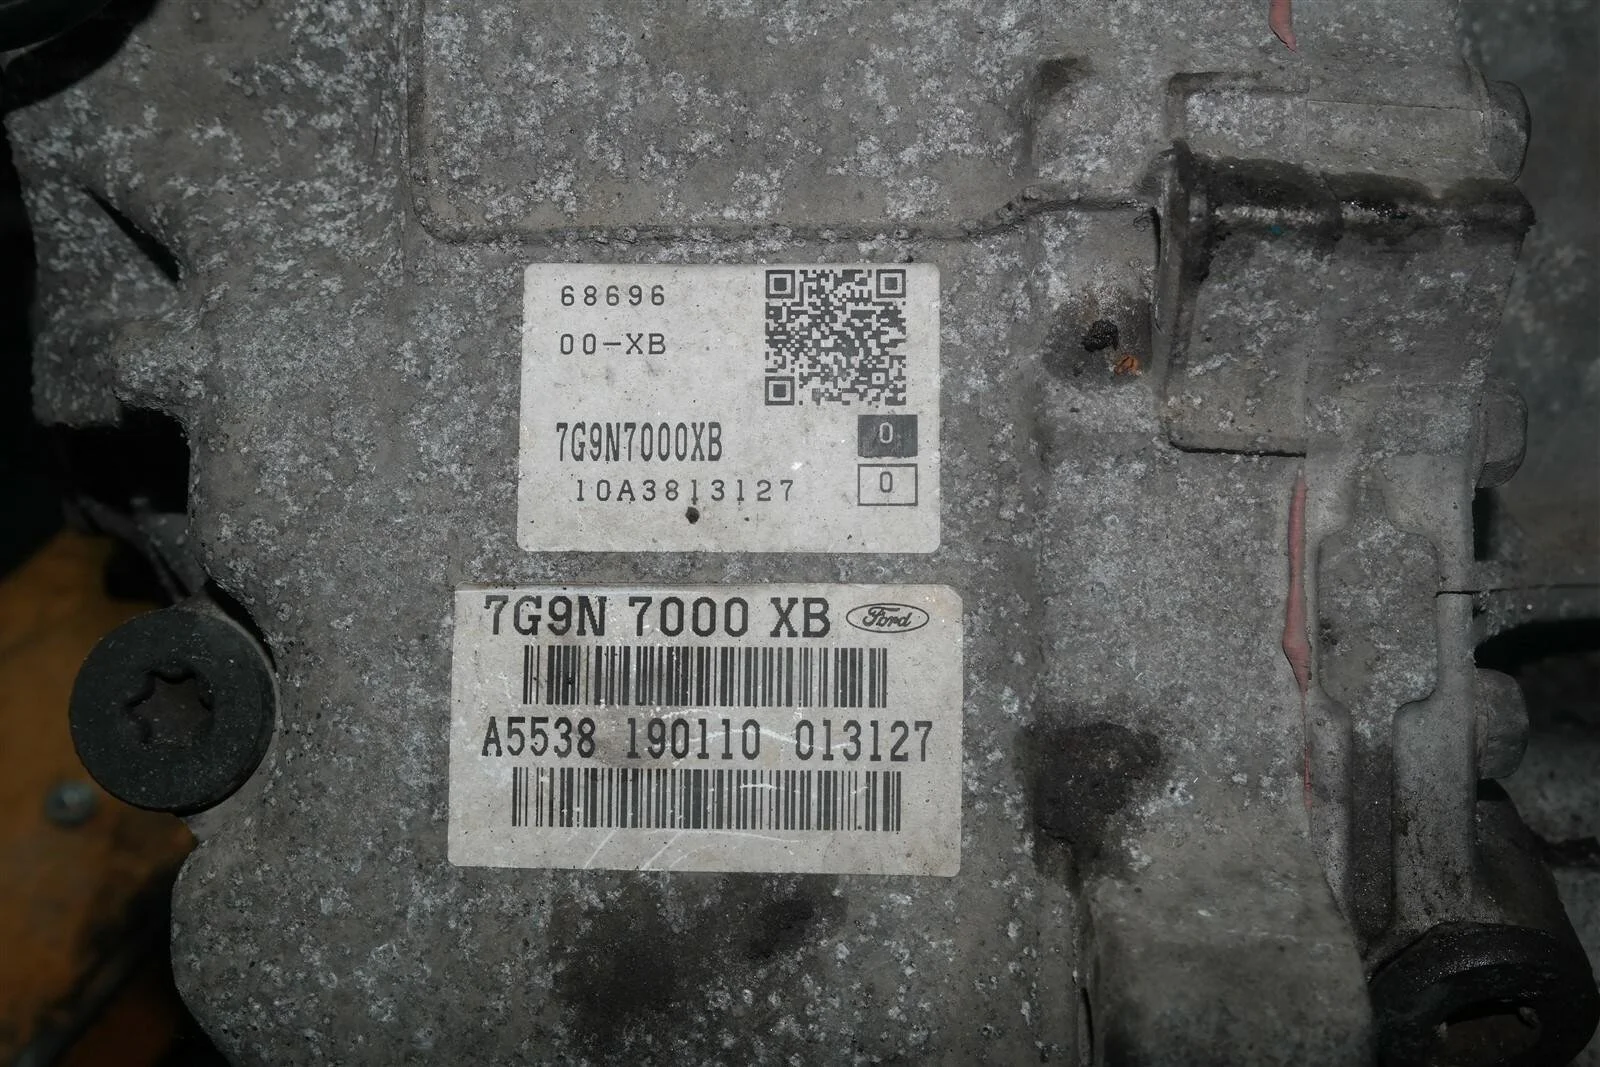 68696
00-XB
7G9N7000XB
0
10A3813127
0
7G9N 7000 XB Ford
A5538 190110 013127